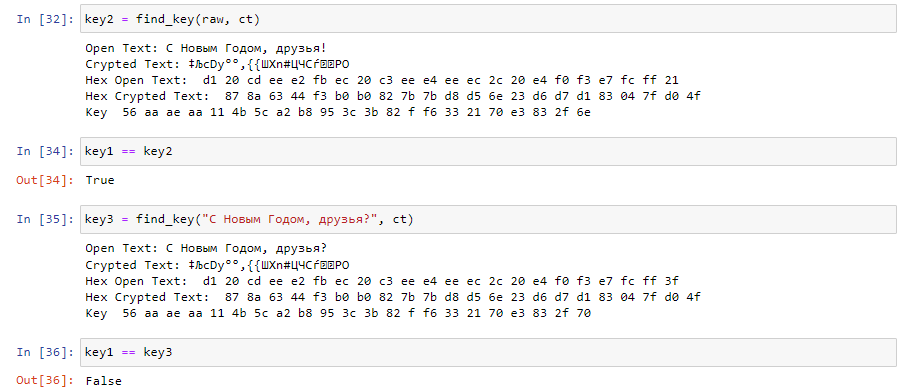 In [32]: key2 = find_key(raw, ct)
Open Text: С Новым Годом, друзья!
Crypted Text: ‡ЉcDу°°‚{{ШХn#ЦЧСѓРО
Hex Open Text:  d1 20 cd ee e2 fb ec 20 c3 ee e4 ee ec 2c 20 e4 f0 f3 e7 fc ff 21
Hex Crypted Text:  87 8a 63 44 f3 b0 b0 82 7b 7b d8 d5 6e 23 d6 d7 d1 83 04 7f d0 4f
Key  56 aa ae aa 11 4b 5c a2 b8 95 3c 3b 82 f f6 33 21 70 e3 83 2f 6e
In [34]: key1 == key2
Out[34]: True
In [35]: key3 = find_key("С Новым Годом, друзья?", ct)
Open Text: С Новым Годом, друзья?
Crypted Text: ‡ЉcDу°°‚{{ШХn#ЦЧСѓРО
Hex Open Text:  d1 20 cd ee e2 fb ec 20 c3 ee e4 ee ec 2c 20 e4 f0 f3 e7 fc ff 3f
Hex Crypted Text:  87 8a 63 44 f3 b0 b0 82 7b 7b d8 d5 6e 23 d6 d7 d1 83 04 7f d0 4f
Key  56 aa ae aa 11 4b 5c a2 b8 95 3c 3b 82 f f6 33 21 70 e3 83 2f 70
In [36]: key1 == key3
Out[36]: False